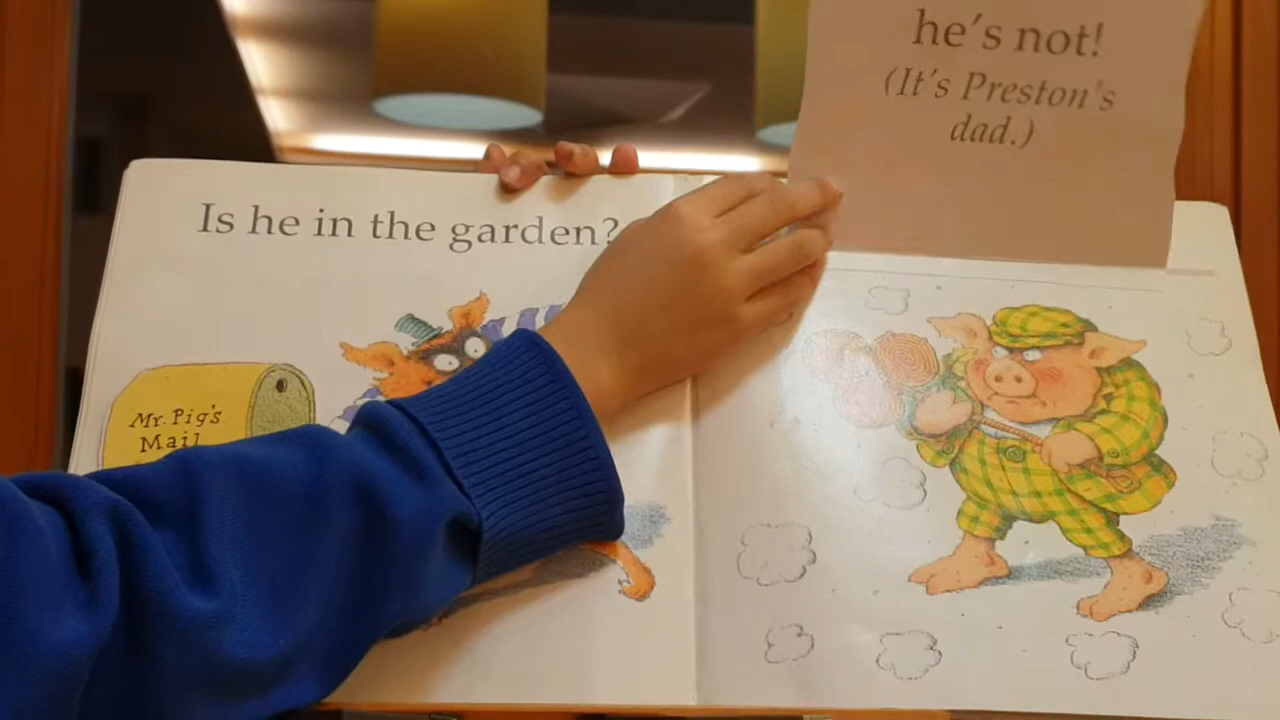 Is he in the garden?
Mr. Pig's
Mail
he's not!
(It's Preston's
dad.)